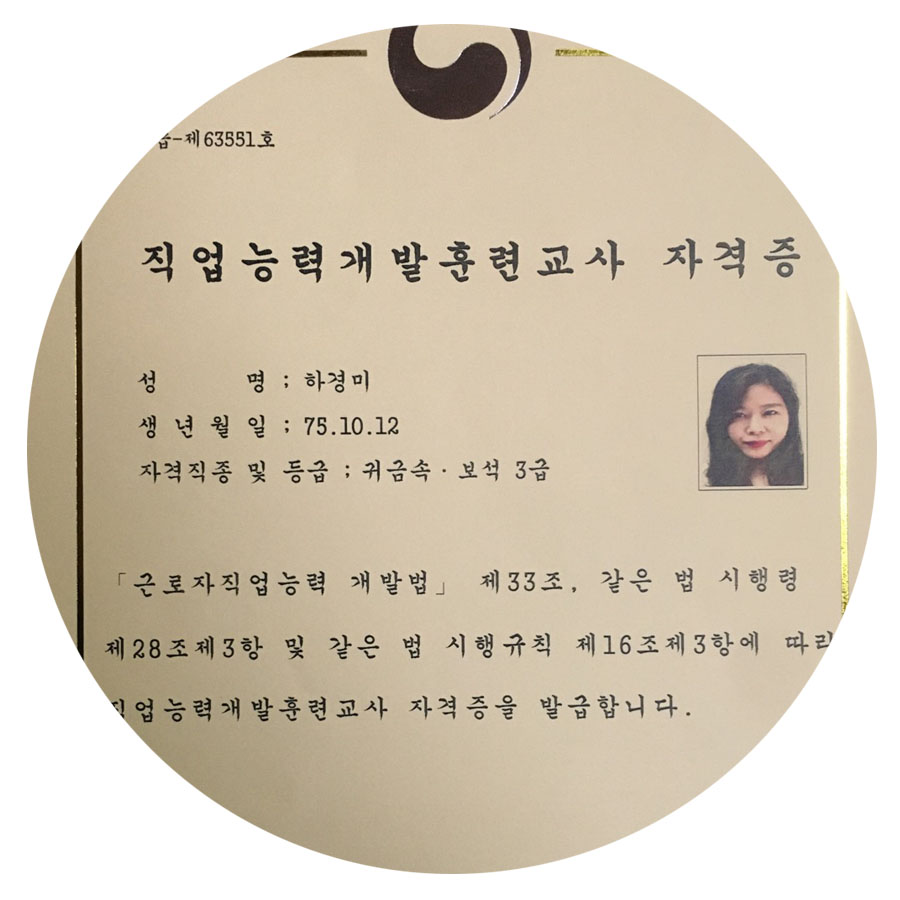 급-제63551호
직업능력개발훈련교사 자격증
성 명 ; 하경미
생년월일 ; 75.10.12
자격직종 및 등급 ; 귀금속·보석 3급
「근로자직업능력 개발법」 제33조, 같은 법 시행령
제28조제3항 및 같은 법 시행규칙 제16조제3항에 따라
직업능력개발훈련교사 자격증을 발급합니다.